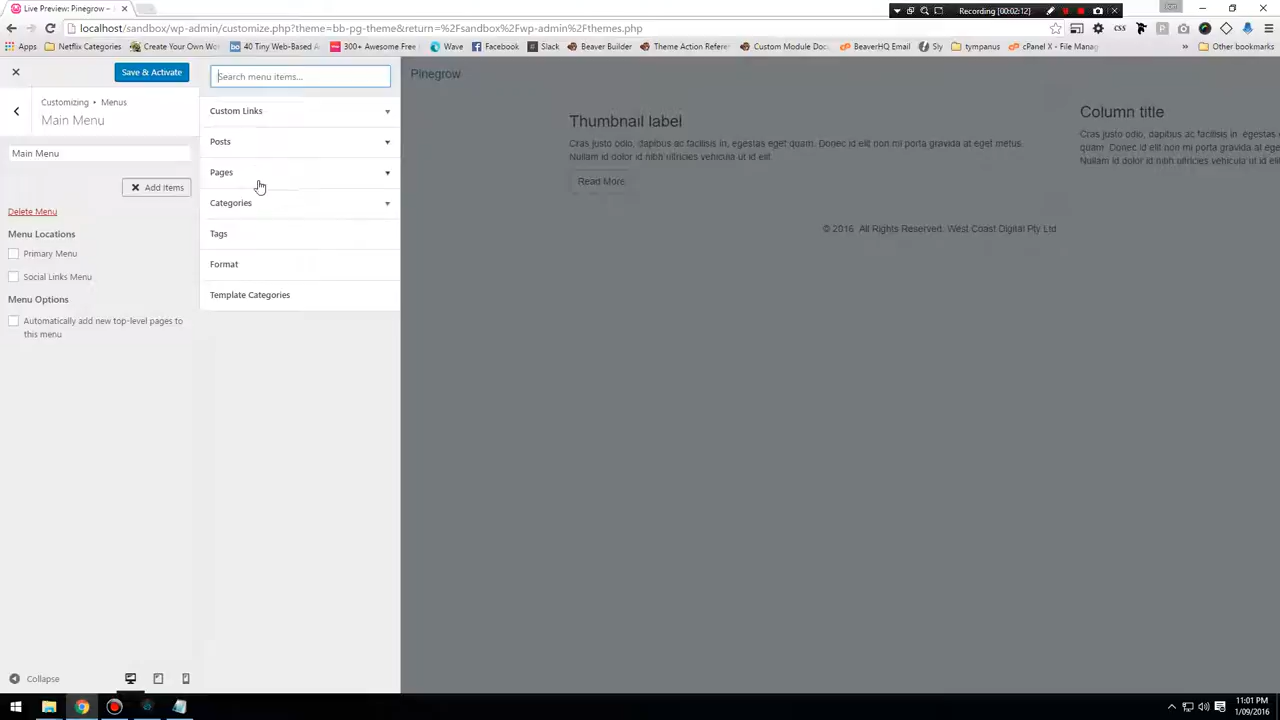 Live Preview: Pinegrow –
Recording [00:02:12]
localhost/sandbox/wp-admin/customize.php?theme=bb-pg-theme&return=%2Fsandbox%2Fwp-admin%2Fthemes.php
Apps
Netflix Categories
Create Your Own Wo
40 Tiny Web-Based A
300+ Awesome Free
Wave
Facebook
Slack
Beaver Builder
Theme Action Refere
Custom Module Doc
BeaverHQ Email
Sly
tympanus
cPanel X - File Manag
»
Other bookmarks
Save & Activate
Customizing ‣ Menus
Main Menu
Main Menu
Add Items
Delete Menu
Menu Locations
Primary Menu
Social Links Menu
Menu Options
Automatically add new top-level pages to
this menu
Collapse
Search menu items...
Custom Links
Posts
Pages
Categories
Tags
Format
Template Categories
Pinegrow
Thumbnail label
Cras justo odio, dapibus ac facilisis in, egestas eget quam. Donec id elit non mi porta gravida at eget metus.
Nullam id dolor id nibh ultricies vehicula ut id elit.
Read More
Column title
Cras justo odio, dapibus ac facilisis in, egestas
quam. Donec id elit non mi porta gravida at eget
Nullam id dolor id nibh ultricies vehicula ut id elit
© 2016 All Rights Reserved. West Coast Digital Pty Ltd
11:01 PM
1/09/2016